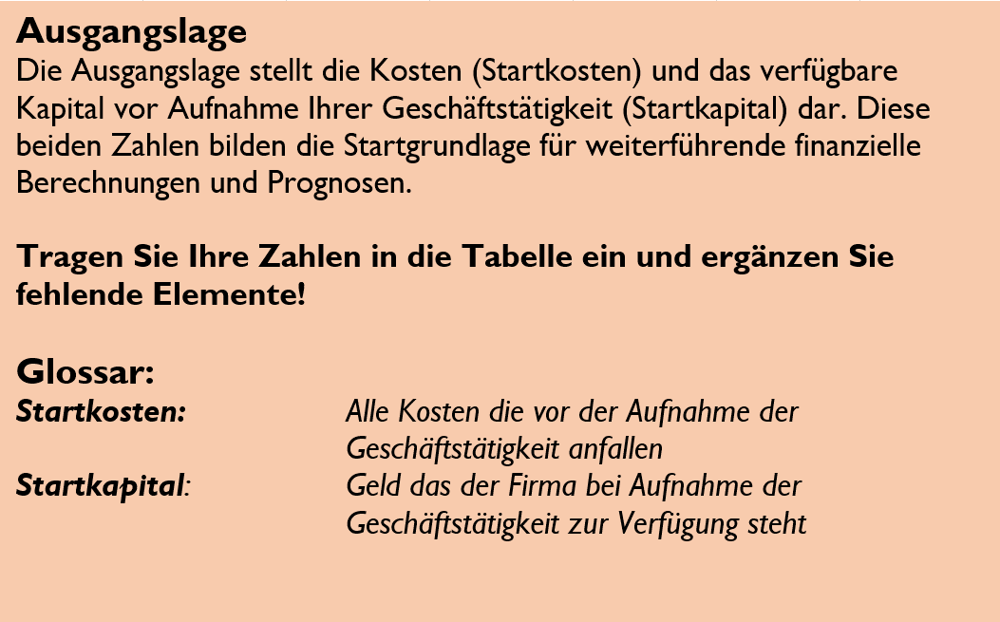 Ausgangslage
Die Ausgangslage stellt die Kosten (Startkosten) und das verfügbare
Kapital vor Aufnahme Ihrer Geschäftstätigkeit (Startkapital) dar. Diese
beiden Zahlen bilden die Startgrundlage für weiterführende finanzielle
Berechnungen und Prognosen.
Tragen Sie Ihre Zahlen in die Tabelle ein und ergänzen Sie
fehlende Elemente!
Glossar:
Startkosten: Alle Kosten die vor der Aufnahme der
Geschäftstätigkeit anfallen
Startkapital: Geld das der Firma bei Aufnahme der
Geschäftstätigkeit zur Verfügung steht